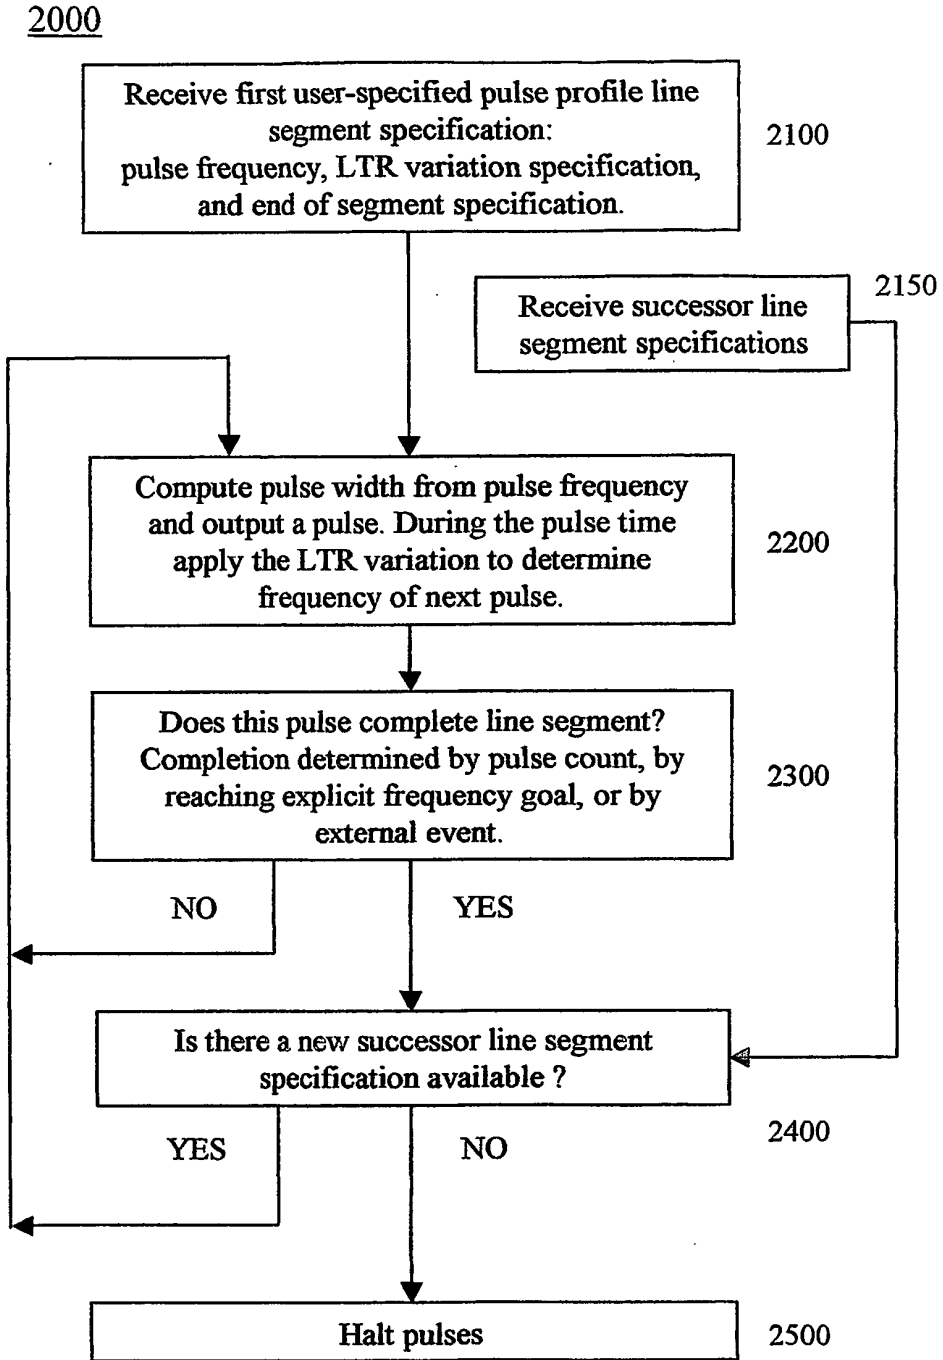 2000
Receive first user-specified pulse profile line
segment specification:
pulse frequency, LTR variation specification,
and end of segment specification.
2100
2150
Receive successor line
segment specifications
Compute pulse width from pulse frequency
and output a pulse. During the pulse time
apply the LTR variation to determine
frequency of next pulse.
2200
Does this pulse complete line segment?
Completion determined by pulse count, by
reaching explicit frequency goal, or by
external event.
2300
NO
YES
Is there a new successor line segment
specification available ?
2400
YES
NO
Halt pulses
2500